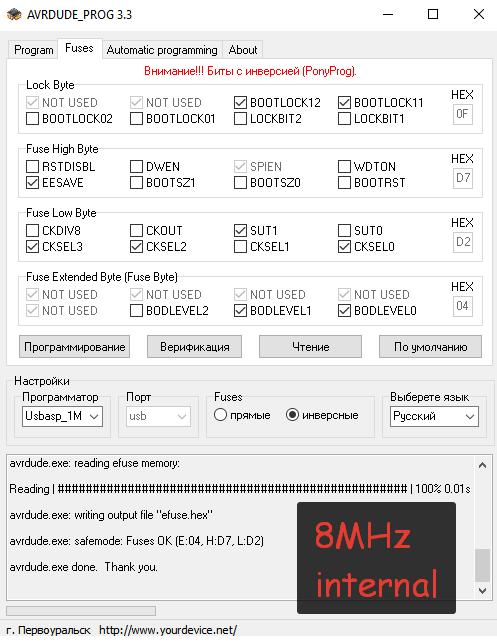 AVRDUDE_PROG 3.3
Program Fuses Automatic programming About
Внимание!!! Биты с инверсией (PonyProg).
Lock Byte HEX
NOT USED NOT USED BOOTLOCK12 BOOTLOCK11 0F
BOOTLOCK02 BOOTLOCK01 LOCKBIT2 LOCKBIT1
Fuse High Byte HEX
RSTDISBL DWEN SPIEN WDTON D7
EESAVE BOOTSZ1 BOOTSZ0 BOOTRST
Fuse Low Byte HEX
CKDIV8 CKOUT SUT1 SUT0 D2
CKSEL3 CKSEL2 CKSEL1 CKSEL0
Fuse Extended Byte (Fuse Byte) HEX
NOT USED NOT USED NOT USED NOT USED 04
NOT USED BODLEVEL2 BODLEVEL1 BODLEVEL0
Программирование Верификация Чтение По умолчанию
Настройки
Программатор Порт Fuses Выберете язык
Usbasp_1M usb прямые инверсные Русский
avrdude.exe: reading efuse memory:
Reading | ################################################## | 100% 0.01s
avrdude.exe: writing output file "efuse.hex"
avrdude.exe: safemode: Fuses OK (E:04, H:D7, L:D2)
avrdude.exe done. Thank you.
8MHz
internal
г. Первоуральск http://www.yourdevice.net/